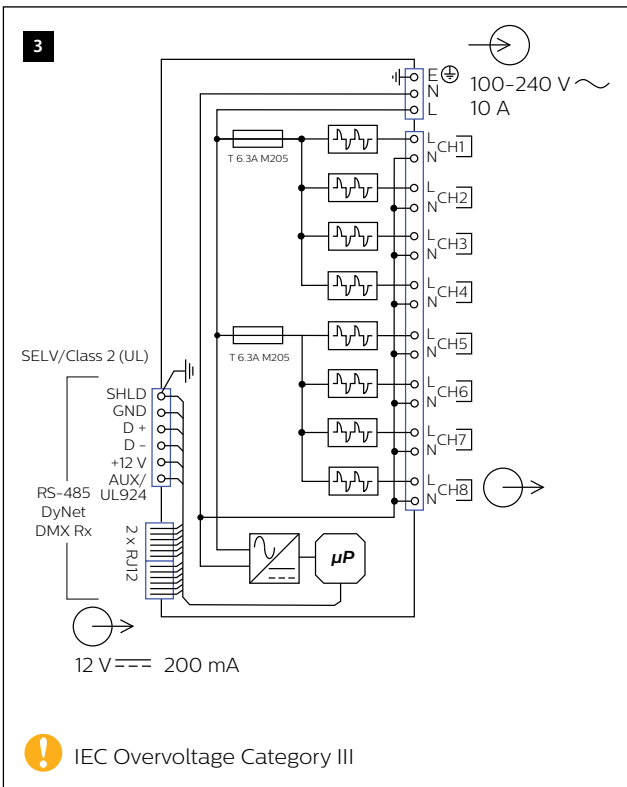 3
E
N
L
100-240 V
10 A
T 6.3A M205
L
N
CH1
L
N
CH2
L
N
CH3
L
N
CH4
T 6.3A M205
L
N
CH5
L
N
CH6
L
N
CH7
L
N
CH8
SELV/Class 2 (UL)
SHLD
GND
D +
D -
+12 V
AUX/
UL924
RS-485
DyNet
DMX Rx
2 x RJ12
µP
12 V 200 mA
! IEC Overvoltage Category III